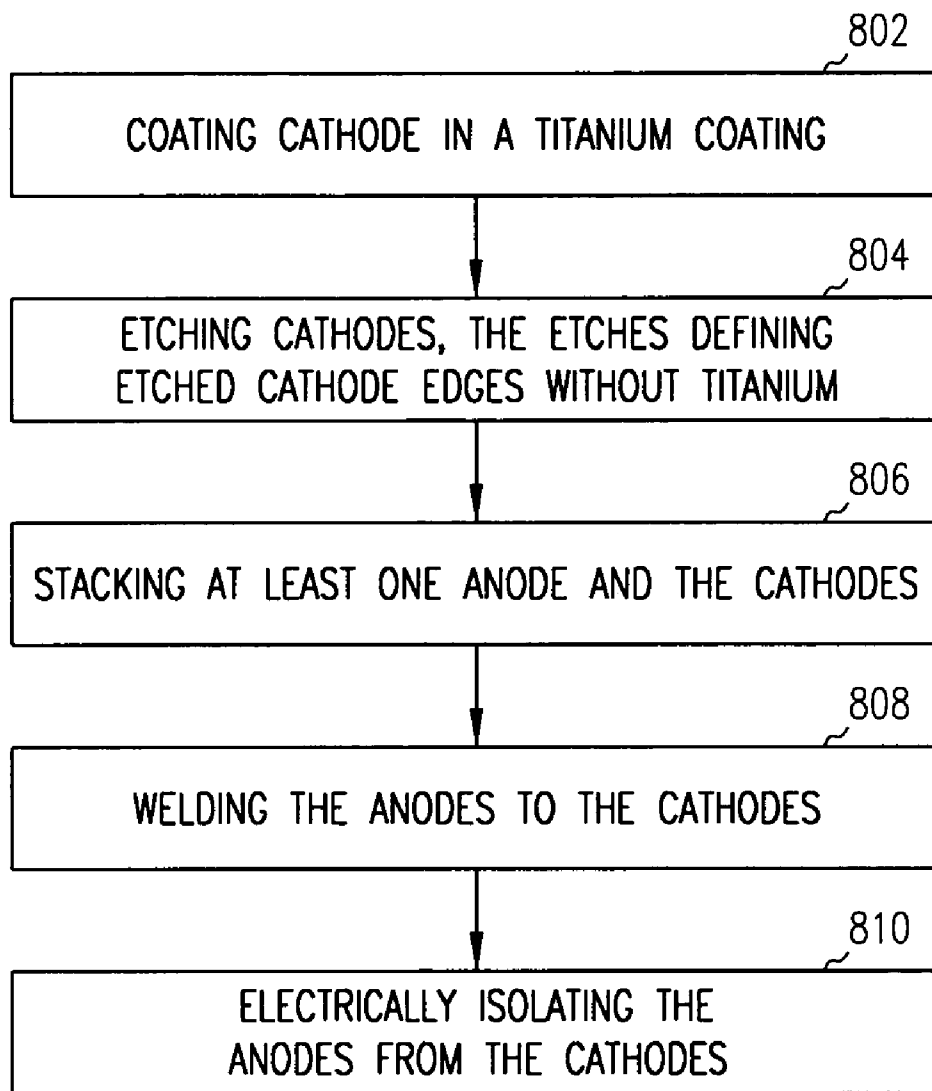 802
COATING CATHODE IN A TITANIUM COATING
804
ETCHING CATHODES, THE ETCHES DEFINING
ETCHED CATHODE EDGES WITHOUT TITANIUM
806
STACKING AT LEAST ONE ANODE AND THE CATHODES
808
WELDING THE ANODES TO THE CATHODES
810
ELECTRICALLY ISOLATING THE
ANODES FROM THE CATHODES